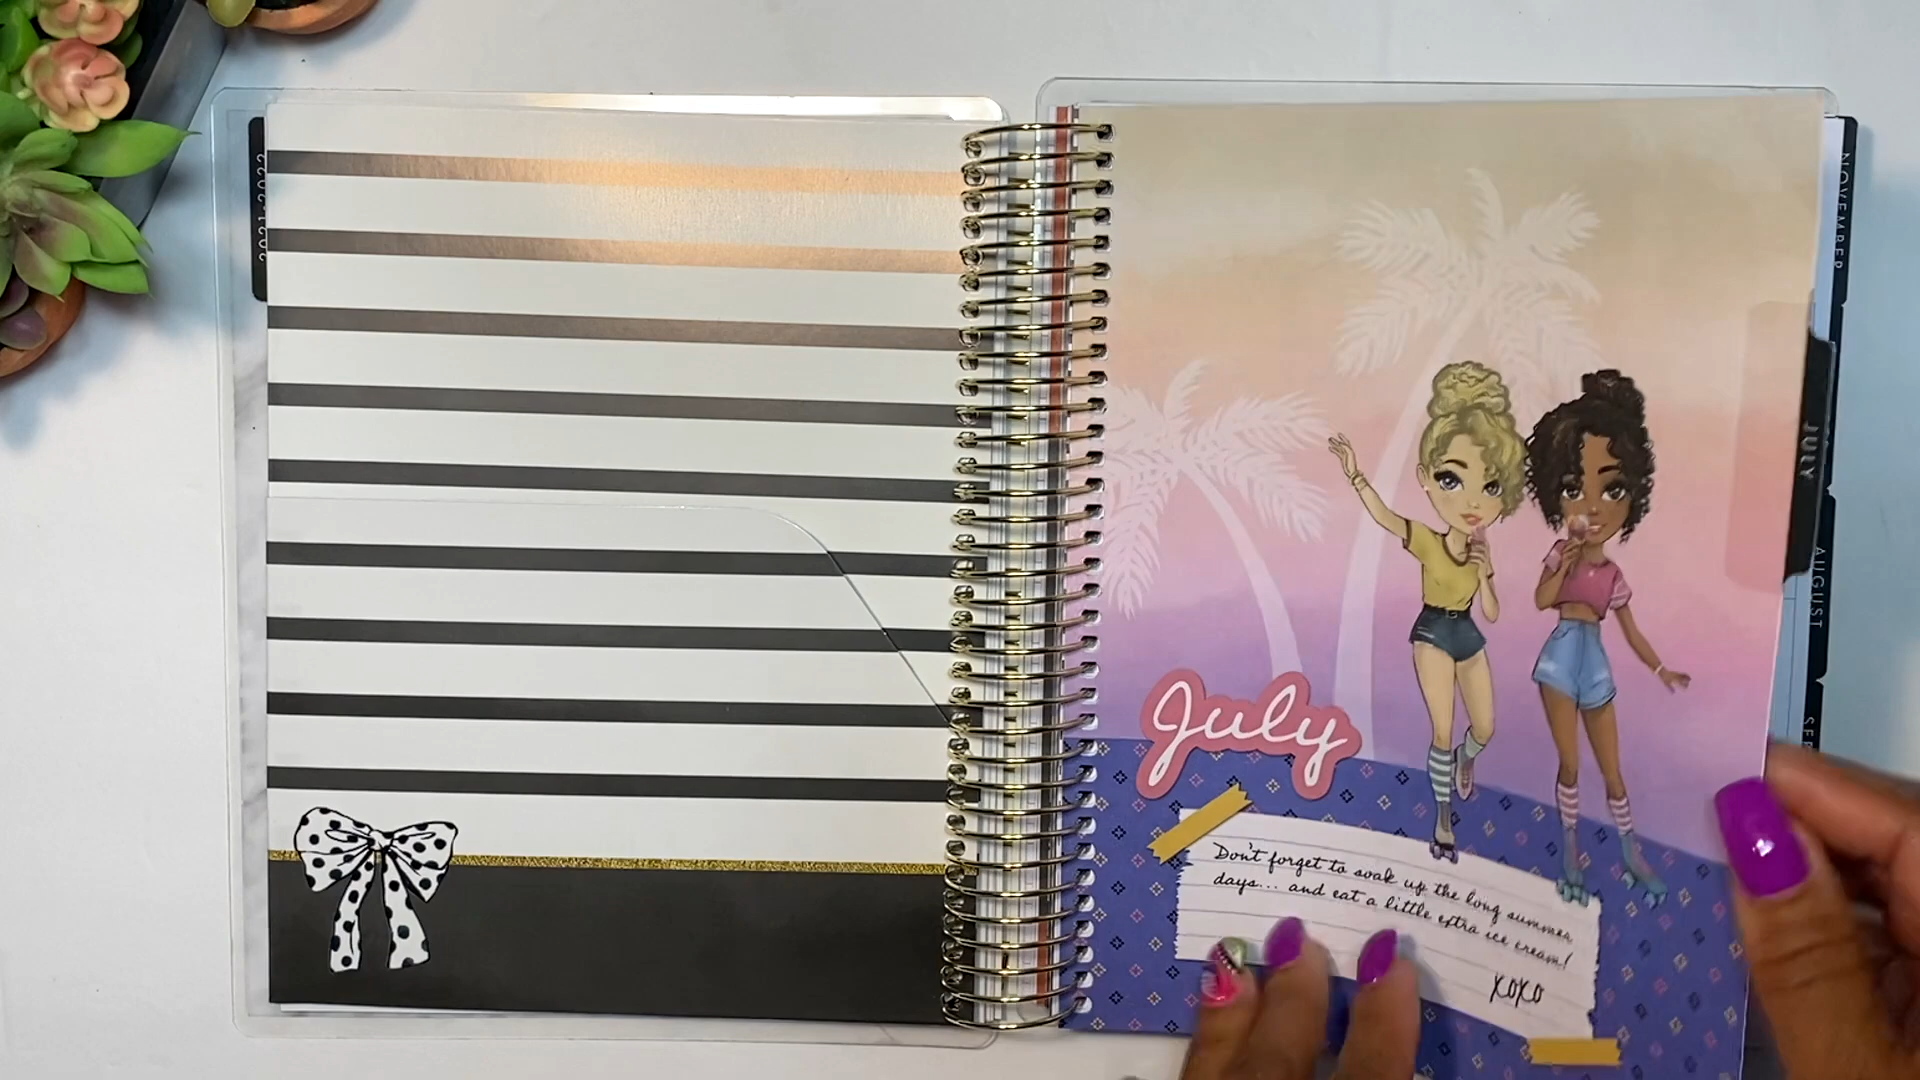 2021-2022
NOVEMBER
JULY
AUGUST
July
Don't forget to soak up the long summer
days... and eat a little extra ice cream!
XOXO